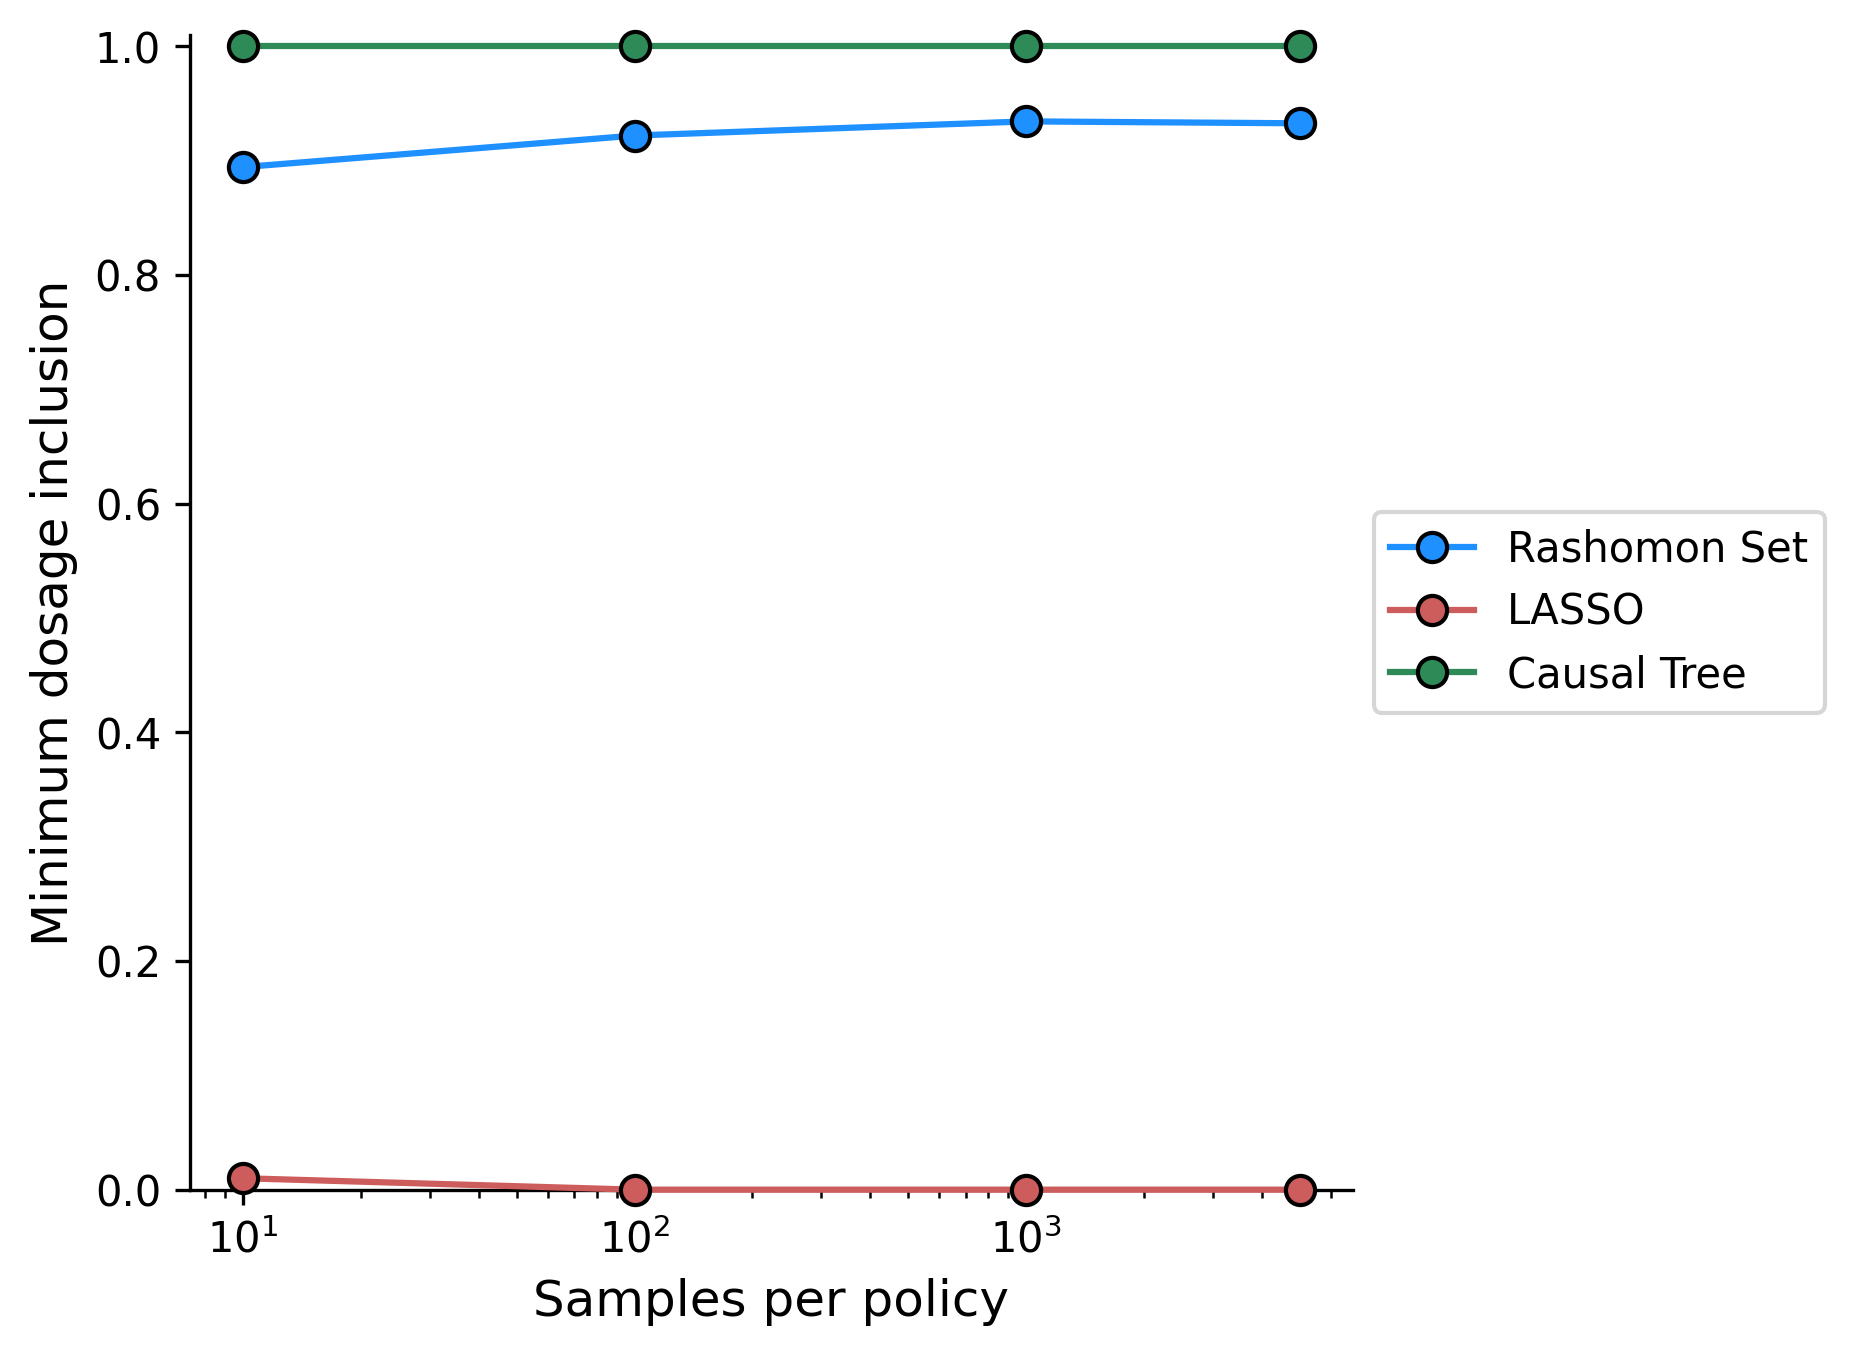 Minimum dosage inclusion
1.0
0.8
0.6
0.4
0.2
0.0
10¹
10²
10³
Samples per policy
Rashomon Set
LASSO
Causal Tree